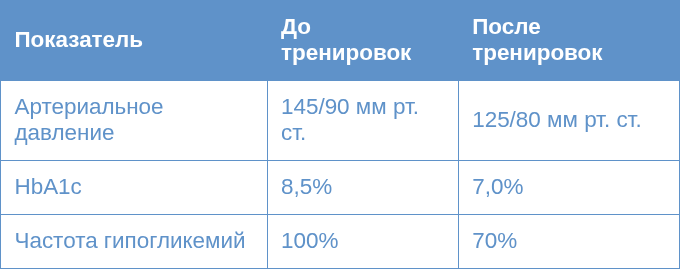 Показатель
До
тренировок
После
тренировок
Артериальное
давление
145/90 мм рт.
ст.
125/80 мм рт. ст.
HbA1c
8,5%
7,0%
Частота гипогликемий
100%
70%